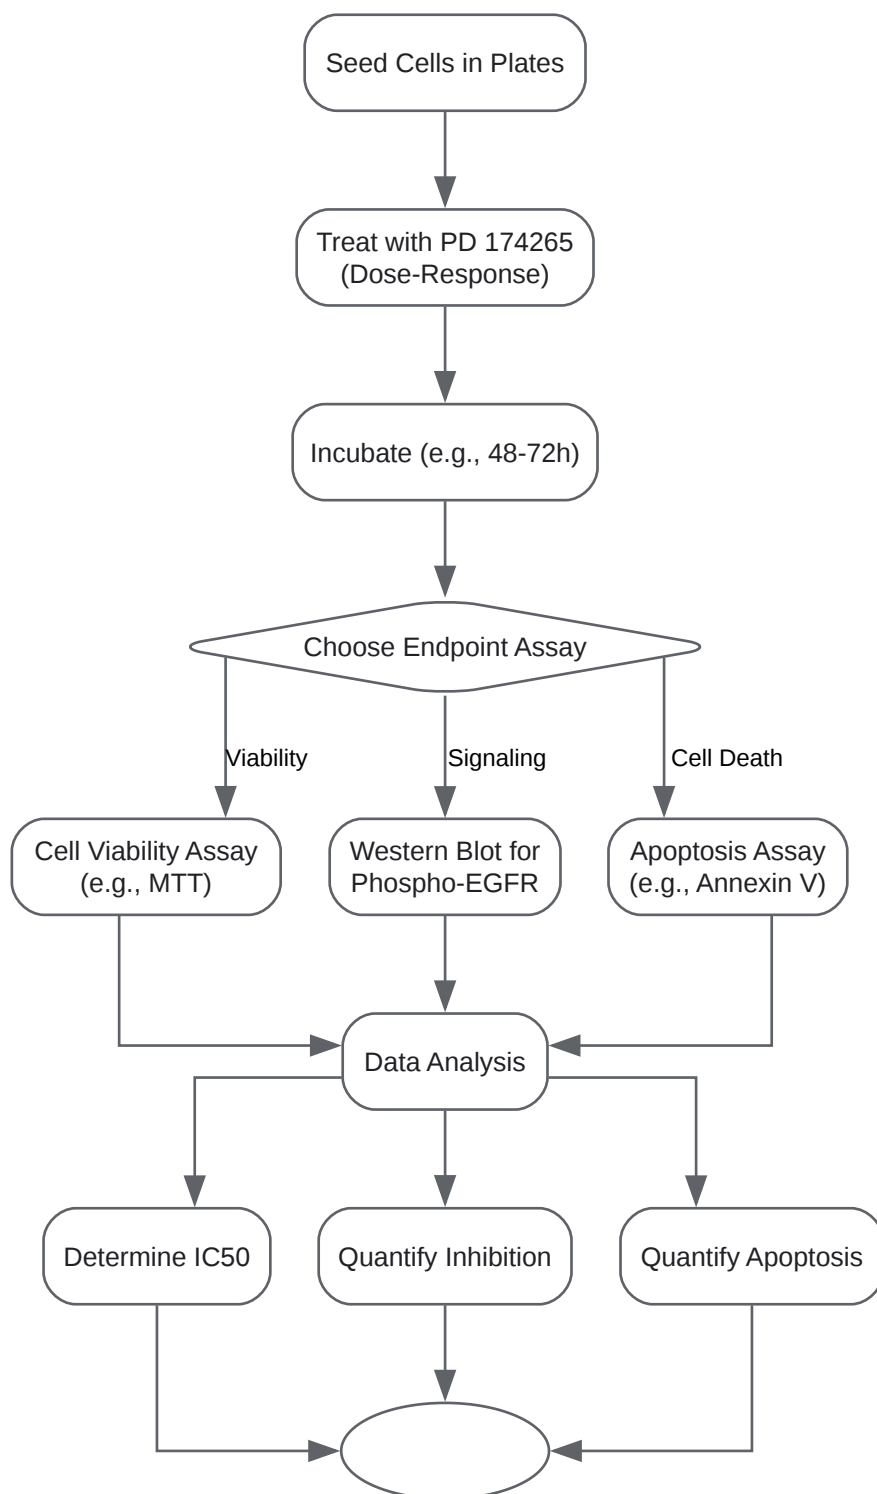 Seed Cells in Plates
Treat with PD 174265
(Dose-Response)
Incubate (e.g., 48-72h)
Choose Endpoint Assay
Viability
Signaling
Cell Death
Cell Viability Assay
(e.g., MTT)
Western Blot for
Phospho-EGFR
Apoptosis Assay
(e.g., Annexin V)
Data Analysis
Determine IC50
Quantify Inhibition
Quantify Apoptosis